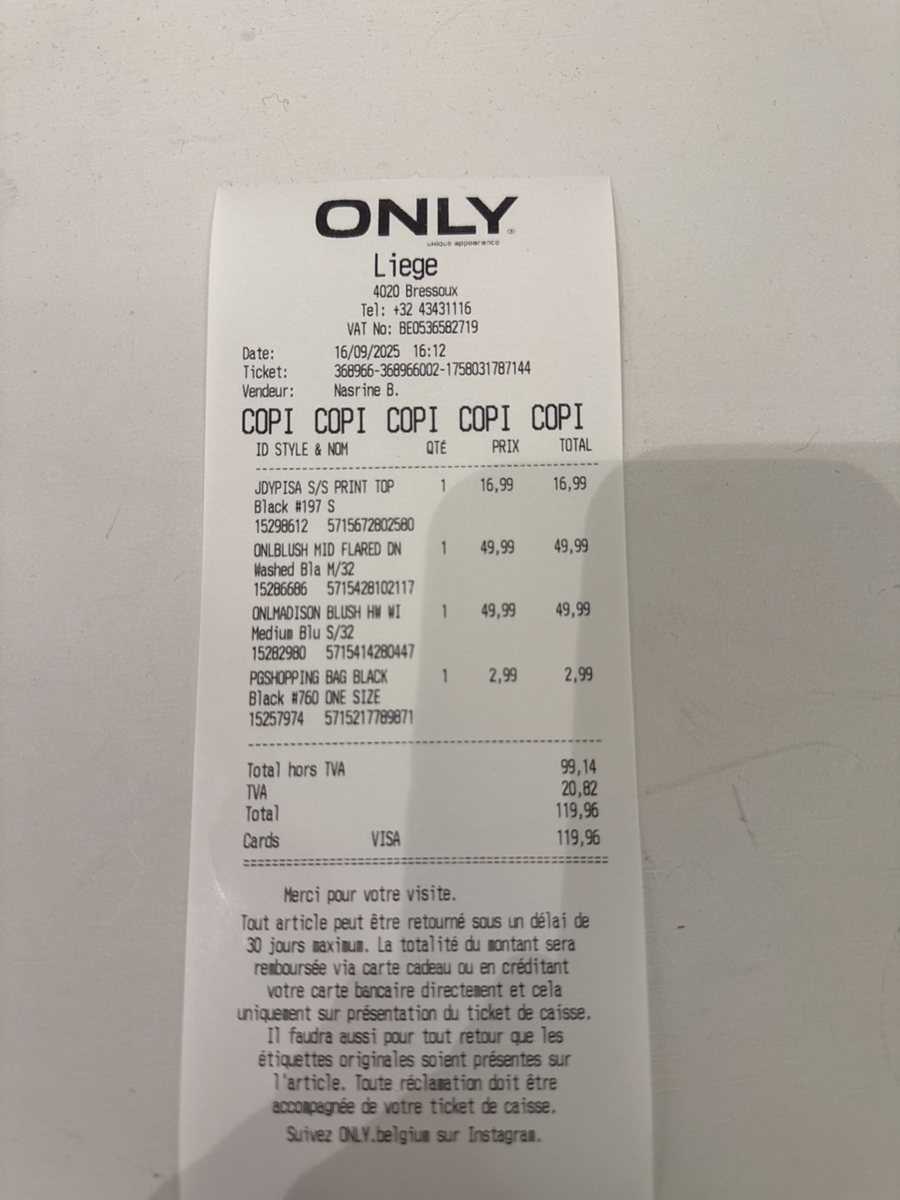 ONLY®
unique appearance
Liege
4020 Bressoux
Tel: +32 43431116
VAT No: BE0536582719
Date: 16/09/2025 16:12
Ticket: 368966-368966002-1758031787144
Vendeur: Nasrine B.
COPI COPI COPI COPI COPI
ID STYLE & NOM QTÉ PRIX TOTAL
JDYPISA S/S PRINT TOP 1 16,99 16,99
Black #197 S
15298612 5715672802580
ONLBLUSH MID FLARED DN 1 49,99 49,99
Washed Bla M/32
15286686 5715428102117
ONLMADISON BLUSH HW WI 1 49,99 49,99
Medium Blu S/32
15282980 5715414280447
PGSHOPPING BAG BLACK 1 2,99 2,99
Black #760 ONE SIZE
15257974 5715217789871
Total hors TVA 99,14
TVA 20,82
Total 119,96
Cards VISA 119,96
Merci pour votre visite.
Tout article peut être retourné sous un délai de
30 jours maximum. La totalité du montant sera
remboursée via carte cadeau ou en créditant
votre carte bancaire directement et cela
uniquement sur présentation du ticket de caisse.
Il faudra aussi pour tout retour que les
étiquettes originales soient présentes sur
l'article. Toute réclamation doit être
accompagnée de votre ticket de caisse.
Suivez ONLY.belgium sur Instagram.